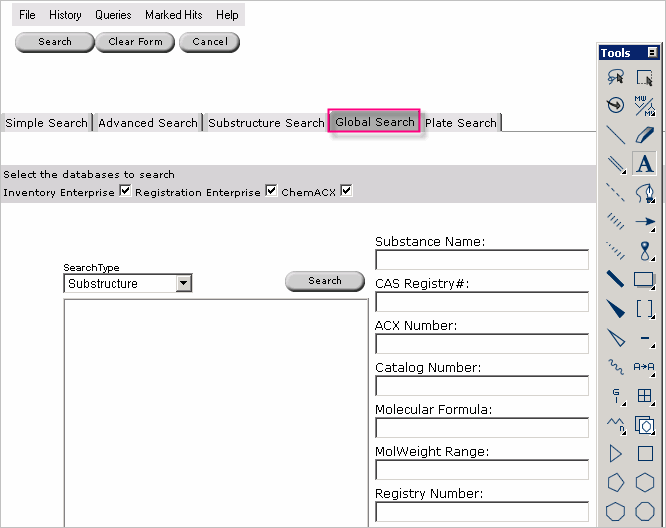 File History Queries Marked Hits Help
Search Clear Form Cancel
Tools
MW
M/z
Simple Search Advanced Search Substructure Search Global Search Plate Search
A
Select the databases to search
Inventory Enterprise Registration Enterprise ChemACX
Substance Name:
SearchType
Substructure
Search
CAS Registry#:
ACX Number:
Catalog Number:
A→A
G
n
Molecular Formula:
MolWeight Range:
Registry Number: